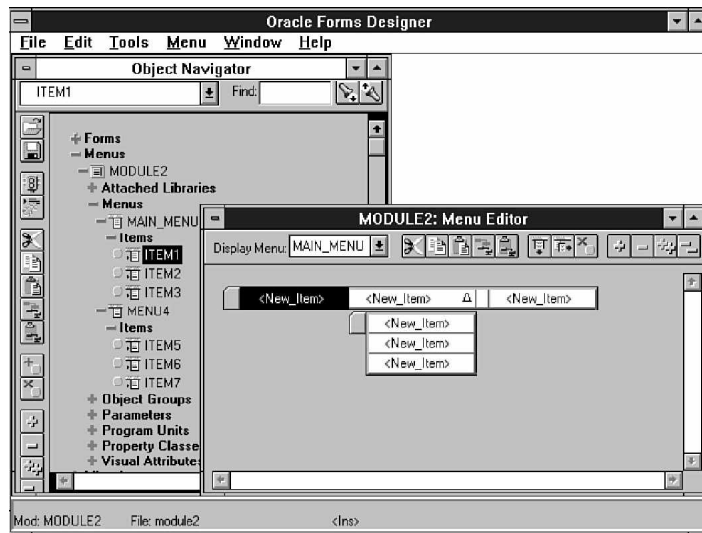 Oracle Forms Designer
File Edit Tools Menu Window Help
Object Navigator
ITEM1 Find:
Forms
Menus
MODULE2
Attached Libraries
Menus
MAIN_MENU
Items
ITEM1
ITEM2
ITEM3
MENU4
Items
ITEM5
ITEM6
ITEM7
Object Groups
Parameters
Program Units
Property Classe
Visual Attributes
MODULE2: Menu Editor
Display Menu: MAIN_MENU
<New_Item> <New_Item> <New_Item>
<New_Item>
<New_Item>
<New_Item>
Mod: MODULE2 File: module2 <Ins>